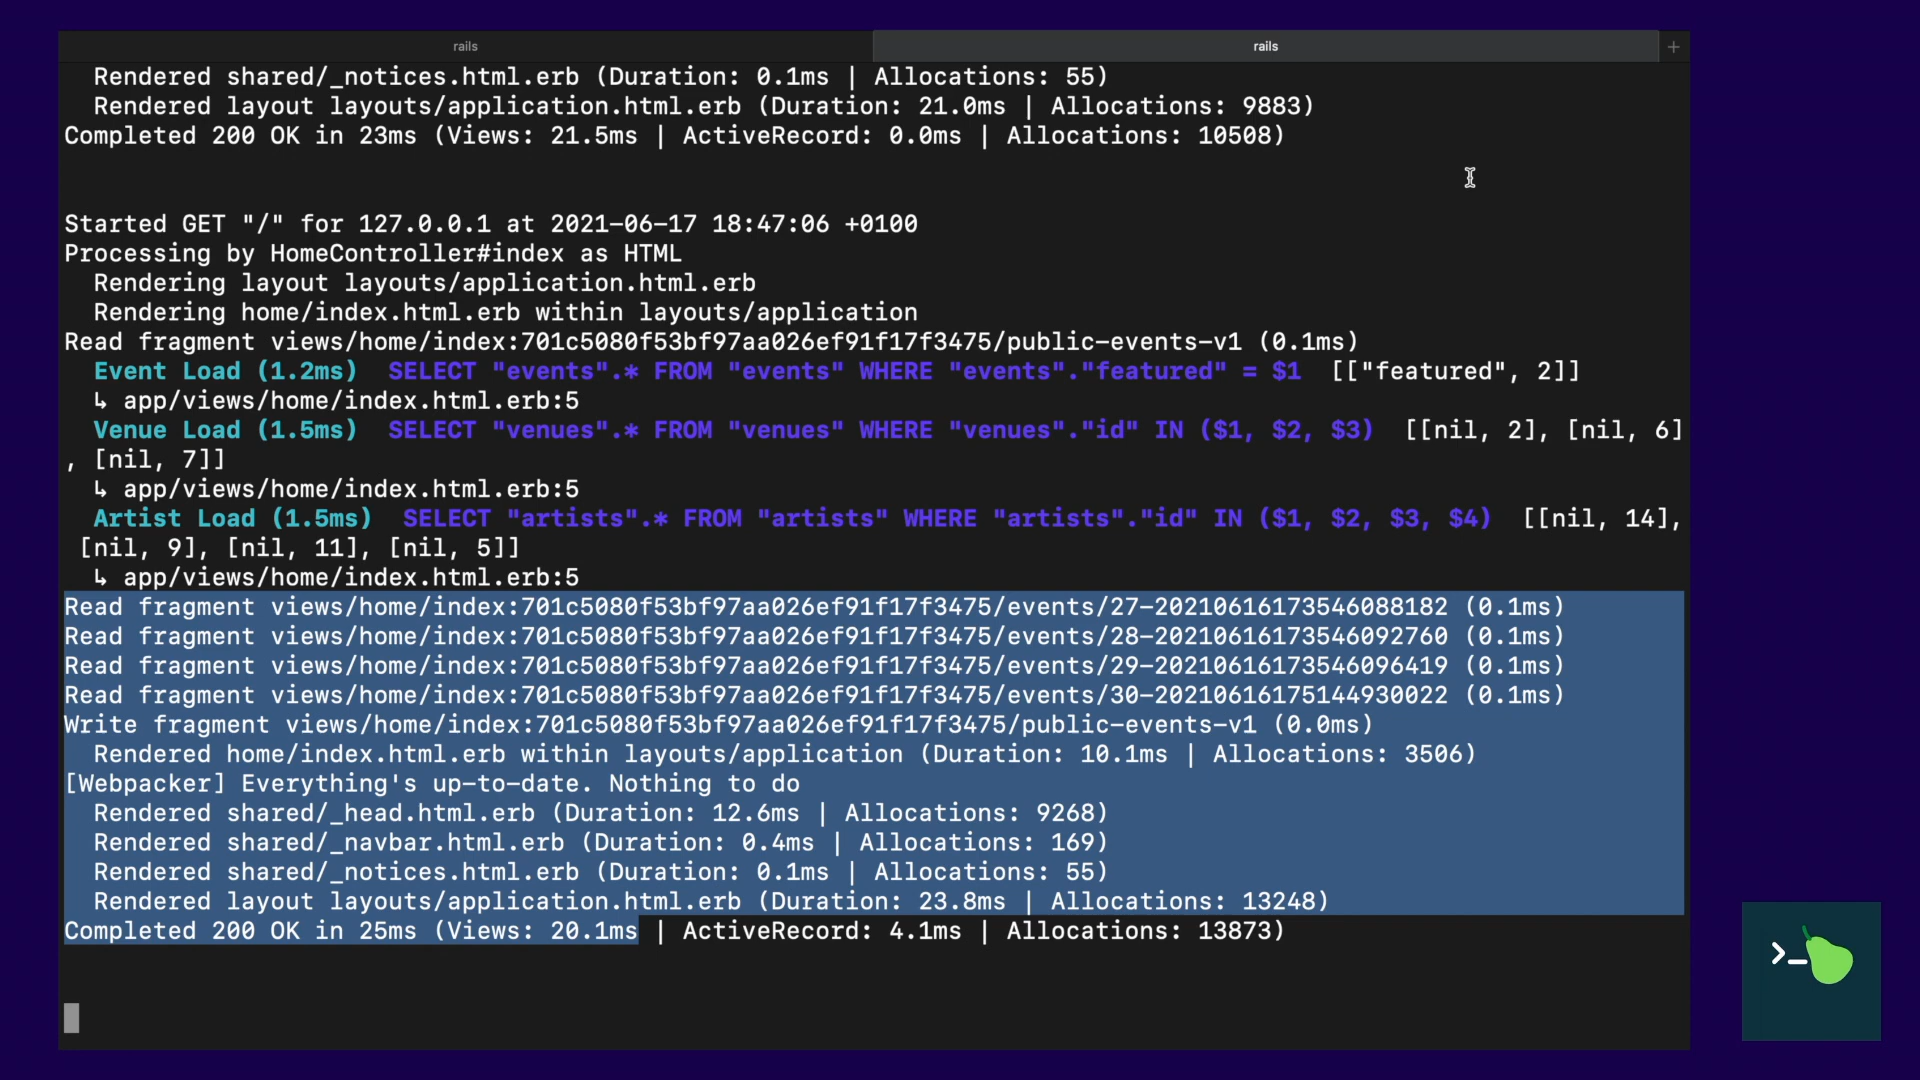 rails
rails
+
Rendered shared/_notices.html.erb (Duration: 0.1ms | Allocations: 55)
Rendered layout layouts/application.html.erb (Duration: 21.0ms | Allocations: 9883)
Completed 200 OK in 23ms (Views: 21.5ms | ActiveRecord: 0.0ms | Allocations: 10508)
Started GET "/" for 127.0.0.1 at 2021-06-17 18:47:06 +0100
Processing by HomeController#index as HTML
Rendering layout layouts/application.html.erb
Rendering home/index.html.erb within layouts/application
Read fragment views/home/index:701c5080f53bf97aa026ef91f17f3475/public-events-v1 (0.1ms)
Event Load (1.2ms)  SELECT "events".* FROM "events" WHERE "events"."featured" = $1  [["featured", 2]]
↳ app/views/home/index.html.erb:5
Venue Load (1.5ms)  SELECT "venues".* FROM "venues" WHERE "venues"."id" IN ($1, $2, $3)  [[nil, 2], [nil, 6]
, [nil, 7]]
↳ app/views/home/index.html.erb:5
Artist Load (1.5ms)  SELECT "artists".* FROM "artists" WHERE "artists"."id" IN ($1, $2, $3, $4)  [[nil, 14],
[nil, 9], [nil, 11], [nil, 5]]
↳ app/views/home/index.html.erb:5
Read fragment views/home/index:701c5080f53bf97aa026ef91f17f3475/events/27-20210616173546088182 (0.1ms)
Read fragment views/home/index:701c5080f53bf97aa026ef91f17f3475/events/28-20210616173546092760 (0.1ms)
Read fragment views/home/index:701c5080f53bf97aa026ef91f17f3475/events/29-20210616173546096419 (0.1ms)
Read fragment views/home/index:701c5080f53bf97aa026ef91f17f3475/events/30-20210616175144930022 (0.1ms)
Write fragment views/home/index:701c5080f53bf97aa026ef91f17f3475/public-events-v1 (0.0ms)
Rendered home/index.html.erb within layouts/application (Duration: 10.1ms | Allocations: 3506)
[Webpacker] Everything's up-to-date. Nothing to do
Rendered shared/_head.html.erb (Duration: 12.6ms | Allocations: 9268)
Rendered shared/_navbar.html.erb (Duration: 0.4ms | Allocations: 169)
Rendered shared/_notices.html.erb (Duration: 0.1ms | Allocations: 55)
Rendered layout layouts/application.html.erb (Duration: 23.8ms | Allocations: 13248)
Completed 200 OK in 25ms (Views: 20.1ms | ActiveRecord: 4.1ms | Allocations: 13873)
>_